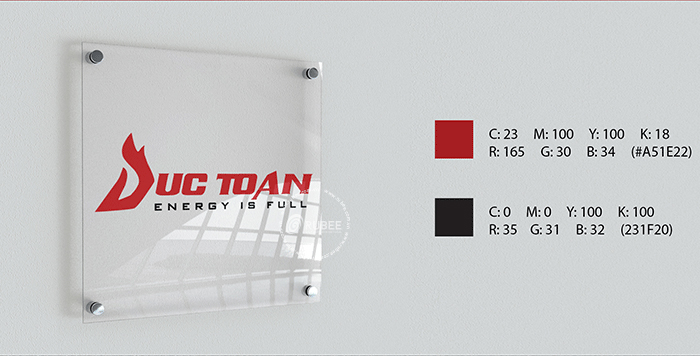 DUC TOAN
ENERGY IS FULL
RUBEE
C: 23 M: 100 Y: 100 K: 18
R: 165 G: 30 B: 34 (#A51E22)
C: 0 M: 0 Y: 100 K: 100
R: 35 G: 31 B: 32 (231F20)